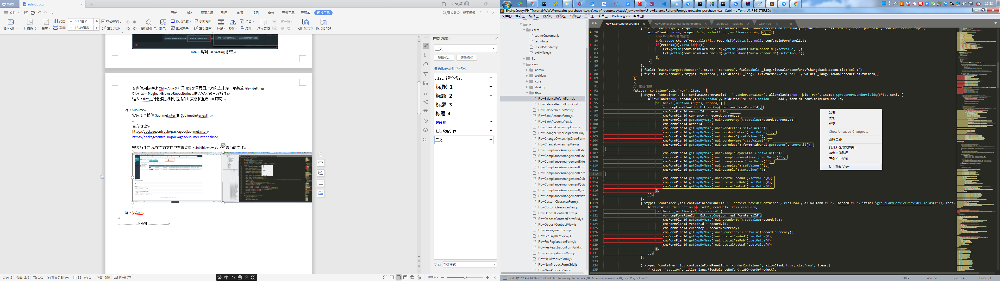 WPS
eslint.docx
Zico_郭
文件
开始
插入
页面布局
引用
审阅
视图
章节
开发工具
云服务
图片工具
查找命令、搜索模板
插入图片
压缩图片
裁剪
高度:
5.17厘米
宽度:
18.39厘米
锁定纵横比
重设大小
设置透明色
颜色
图片轮廓
图片效果
更改图片
重设图片
环绕
旋转
组合
对齐
选择窗格
上移一层
下移一层
图片转文字
图片转PDF
INSTALL JETBRAINS PLUGIN...
BROWSE REPOSITORIES...
HTTP PROXY SETTINGS...
MANAGE REPOSITORIES...
IntelJ 系列 IDE Setting 配置
首先使用快捷键 Ctrl + Alt + S 打开 IDE配置界面,也可以点击左上角菜单 File->Settings;
继续点击 Plugins->Browse Repositories...进入安装第三方插件;
输入 eslint 进行搜索,找到对应插件并安装和重启 IDE即可;
2) Sublime
安装 2个插件 SublimeLinter 和 SublimeLinter-eslint
官方地址:
https://packagecontrol.io/packages/SublimeLinter
https://packagecontrol.io/packages/SublimeLinter-eslint
安装插件之后,在当前文件中右键菜单->Lint this view 即可检查当前文件
3) VsCode
分页符
样式和格式
正文
新样式...
清除格式
请选择要应用的格式
HTML 预设格式
标题 1
标题 2
标题 3
标题 4
超链接
默认段落字体
正文
显示:
有效样式
页码: 2
页面: 2/5
节: 1/1
设置值: 7.8厘米
行: 13
列: 1
字数: 990
拼写检查
中
100%
15:53
E:\phpStudy\PHPTutorial\WWW\newaim_purchase_v1\src\main\resources\static\js\view\flow\FlowBalanceRefundForm.js (newaim_purchase_v1) - Sublime Text (UNREGISTERED)
文件(F) 编辑(E) 选择(S) 查找(I) 查看(V) 转到(G) 工具(T) 项目(P) Preferences 帮助(H)
images
js
eslint
.eslintCustomer.js
.eslintrc.js
.eslintStandard.js
eslintTest.js
lib
view
admin
archives
core
desktop
flow
FlowBalanceRefundForm.js
FlowBalanceRefundFormGrid.js
FlowBalanceRefundView.js
FlowBankAccountForm.js
FlowBankAccountView.js
FlowChangeOwnershipForm.js
FlowChangeOwnershipFormGrid.j
FlowChangeOwnershipOrderForm
FlowChangeOwnershipView.js
FlowComplianceArrangementExte
FlowComplianceArrangementExte
FlowComplianceArrangementExte
FlowComplianceArrangementForr
FlowComplianceArrangementForr
FlowComplianceArrangementQuic
FlowComplianceArrangementQuic
FlowComplianceArrangementQuic
FlowComplianceArrangementView
FlowCustomClearanceForm.js
FlowCustomClearanceView.js
FlowDepositContractForm.js
FlowDepositContractFormGrid.js
FlowDepositContractView.js
FlowFeePaymentForm.js
FlowFeePaymentView.js
FlowFeeRegistrationForm.js
FlowFeeRegistrationFormGrid.js
FlowFeeRegistrationView.js
FlowNewProductForm.js
FlowNewProductFormGrid.js
FlowNewProductView.js
FlowBalanceRefundForm.js
FlowComplianceArrangementForm.js
.eslintrc.js — js\eslint
.eslintrc.js — js
77 { field: 'main.type', xtype: 'dictcombo', fieldLabel:_lang.FlowBalanceRefund.fRefundType, value:'1', cls:'col-2', code:'purchase', codeSub:'refund_type',
78 allowBlank: false, scope: this, selectFun: function(records, eOpts){
79 //修改显示的费用类型
80 this.scope.changeType.call(this, records[0].data.id, null, conf.mainFormPanelId);
81 if(records[0].data.id==2){
82 Ext.getCmp(conf.mainFormPanelId).getCmpByName('main.orderId').setValue('');
83 Ext.getCmp(conf.mainFormPanelId).getCmpByName('main.vendorId').setValue('');
84 };
85 },
86 },
87 { field: 'main.chargebackReason', xtype: 'textarea', fieldLabel: _lang.FlowBalanceRefund.fChargebackReason,cls:'col-1'},
88 { field: 'main.remark', xtype: 'textarea', fieldLabel: _lang.TText.fRemark,cls:'col-1', value: _lang.FlowBalanceRefund.fRemark},
89 ],
90 },
91 // 基础信息
92 {xtype: 'container',cls:'row', items: [
93 { xtype: 'container', id: conf.mainFormPanelId + '-vendorContainer', allowBlank:true, cls:'row', items: $groupFormVendorFields(this, conf, {
94 allowBlank:true, readOnly:this.readOnly, hideDetails: this.action == 'add', formId: conf.mainFormPanelId,
95 callback: function (eOpts, record) {
96 var cmpFormPlanId = Ext.getCmp(conf.mainFormPanelId);
97 cmpFormPlanId.vendorId = record.id;
98 cmpFormPlanId.currency = record.currency;
99 cmpFormPlanId.getCmpByName('main.currency').setValue(record.currency);
100 cmpFormPlanId.orderId = '';
101 cmpFormPlanId.getCmpByName('main.orderId').setValue('');
102 cmpFormPlanId.getCmpByName('main.orderNumber').setValue('');
103 cmpFormPlanId.getCmpByName('main.orders').setValue('');
104 cmpFormPlanId.getCmpByName('main.orderName').setValue('');
105 cmpFormPlanId.getCmpByName('main.product').formGridPanel.getStore().removeAll();
106
107 cmpFormPlanId.getCmpByName('main.samplePaymentId').setValue('');
108 cmpFormPlanId.getCmpByName('main.samplePaymentName').setValue('');
109 cmpFormPlanId.getCmpByName('main.sampleName').setValue('');
110 cmpFormPlanId.getCmpByName('main.samples').setValue('');
111 cmpFormPlanId.getCmpByName('main.sample').setValue('');
112
113 cmpFormPlanId.getCmpByName('main.totalFeeAud').setValue(0);
114 cmpFormPlanId.getCmpByName('main.totalFeeRmb').setValue(0);
115 cmpFormPlanId.getCmpByName('main.totalFeeUsd').setValue(0);
116 },
117 }),
118 },
119 { xtype: 'container',id: conf.mainFormPanelId + '-serviceProviderContainer', cls:'row', allowBlank:true, hidden:true, items: $groupFormServiceProviderFields(this, conf,
120 hideDetails: this.action == 'add', readOnly: this.readOnly,
121 callback: function (eOpts, record) {
122 var cmpFormPlanId = Ext.getCmp(conf.mainFormPanelId);
123 cmpFormPlanId.getCmpByName('main.vendorId').setValue(record.id);
124 cmpFormPlanId.vendorId = record.id;
125 cmpFormPlanId.currency = record.currency;
126 cmpFormPlanId.getCmpByName('main.currency').setValue(record.currency);
127 cmpFormPlanId.getCmpByName('main.totalFeeAud').setValue(0);
128 cmpFormPlanId.getCmpByName('main.totalFeeRmb').setValue(0);
129 cmpFormPlanId.getCmpByName('main.totalFeeUsd').setValue(0);
130 },
131 }),
132 },
133
134 { xtype: 'container',id: conf.mainFormPanelId + '-orderContainer', allowBlank:true, cls:'row', items:[
135 { xtype: 'section', title:_lang.FlowBalanceRefund.tabOrderOrProduct},
复制
剪切
粘贴
Show Unsaved Changes...
选择全部
打开所在的文件夹...
复制文件路径
在侧栏中显示
Lint This View
eslint(129|145), Method 'callback' has too many statements (18). Maximum allowed is 10., Line 112, Column 1
UTF-8
Windows
Spaces: 4
JavaScript